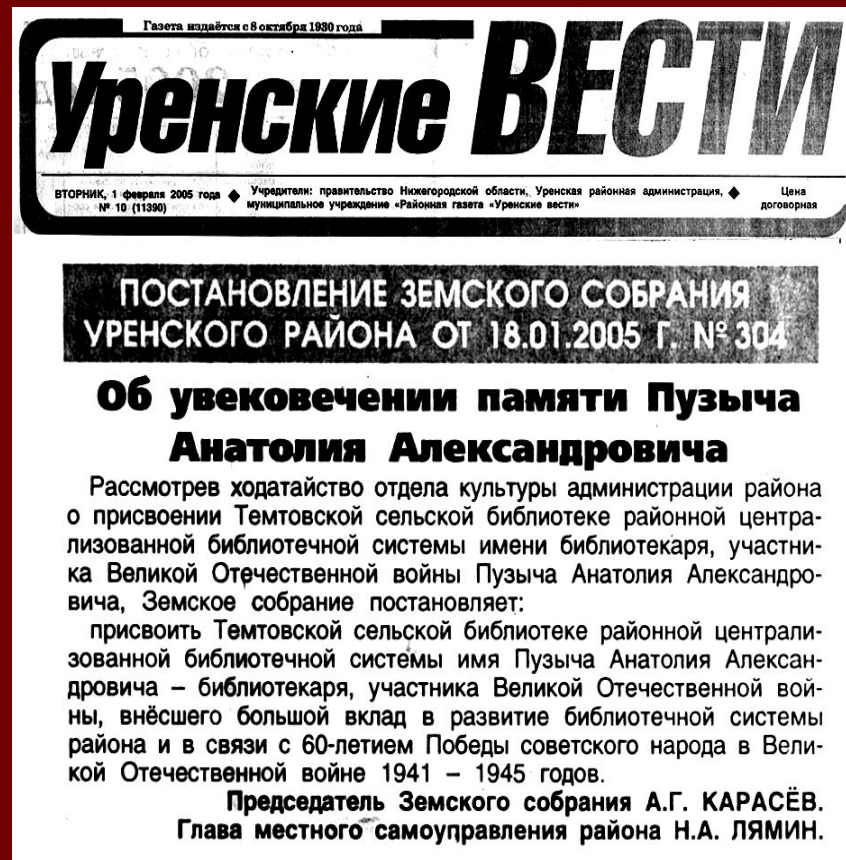 Газета издаётся с 8 октября 1930 года
Уренские ВЕСТИ
ВТОРНИК, 1 февраля 2005 года ◆ Учредители: правительство Нижегородской области, Уренская районная администрация, ◆ Цена
№ 10 (11390) муниципальное учреждение «Районная газета «Уренские вести» договорная
ПОСТАНОВЛЕНИЕ ЗЕМСКОГО СОБРАНИЯ
УРЕНСКОГО РАЙОНА ОТ 18.01.2005 Г. № 304
Об увековечении памяти Пузыча
Анатолия Александровича
Рассмотрев ходатайство отдела культуры администрации района
о присвоении Темтовской сельской библиотеке районной центра-
лизованной библиотечной системы имени библиотекаря, участни-
ка Великой Отечественной войны Пузыча Анатолия Александро-
вича, Земское собрание постановляет:
присвоить Темтовской сельской библиотеке районной централи-
зованной библиотечной системы имя Пузыча Анатолия Алексан-
дровича – библиотекаря, участника Великой Отечественной вой-
ны, внёсшего большой вклад в развитие библиотечной системы
района и в связи с 60-летием Победы советского народа в Вели-
кой Отечественной войне 1941 – 1945 годов.
Председатель Земского собрания А.Г. КАРАСЁВ.
Глава местного самоуправления района Н.А. ЛЯМИН.